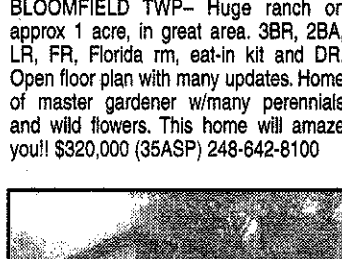 BLOOMFIELD TWP– Huge ranch on
approx 1 acre, in great area. 3BR, 2BA,
LR, FR, Florida rm, eat-in kit and DR.
Open floor plan with many updates. Home
of master gardener w/many perennials
and wild flowers. This home will amaze
you!! $320,000 (35ASP) 248-642-8100